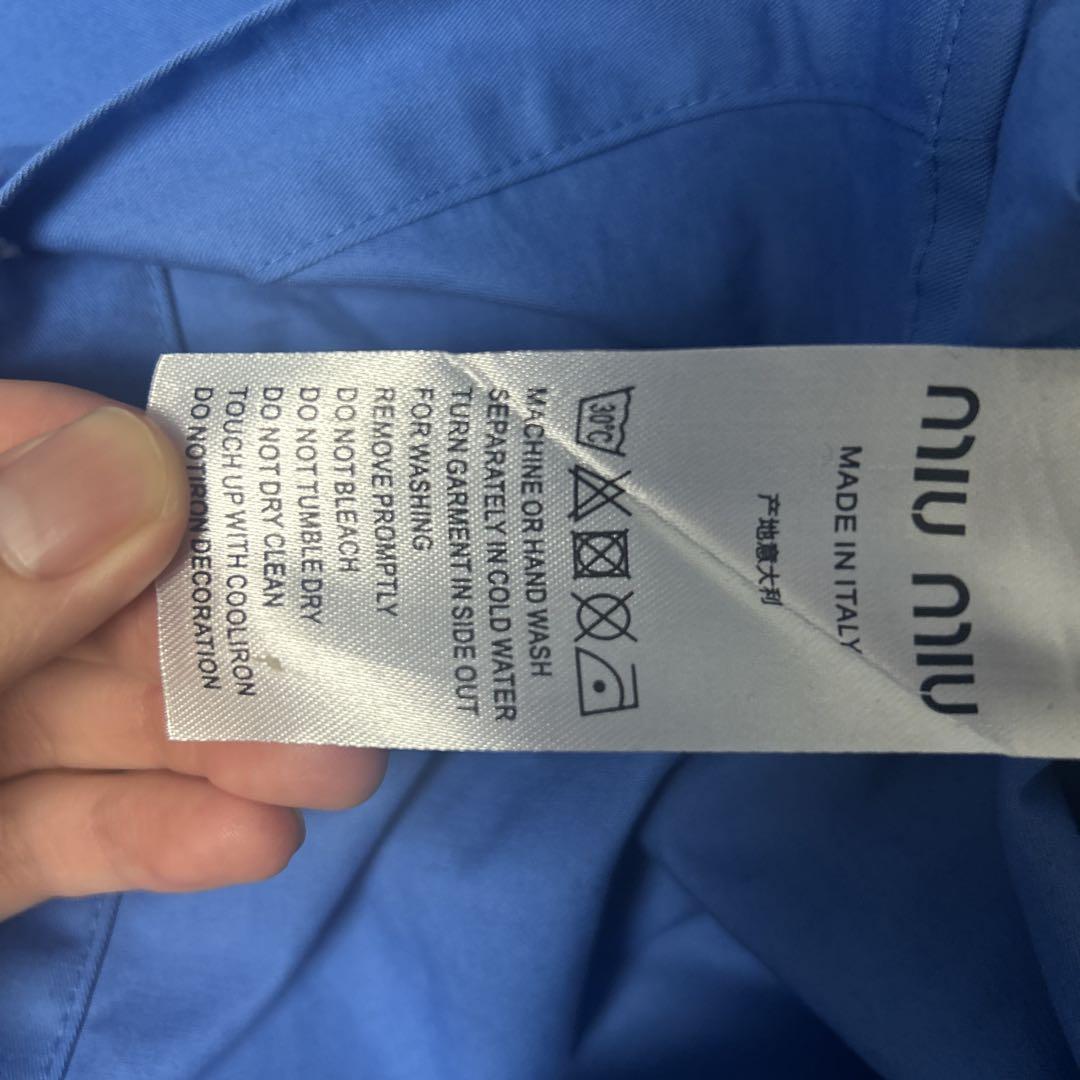 miu miu
MADE IN ITALY
产地意大利
30°C
MACHINE OR HAND WASH
SEPARATELY IN COLD WATER
TURN GARMENT IN SIDE OUT
FOR WASHING
REMOVE PROMPTLY
DO NOT BLEACH
DO NOT TUMBLE DRY
DO NOT DRY CLEAN
TOUCH UP WITH COOLIRON
DO NOT IRON DECORATION